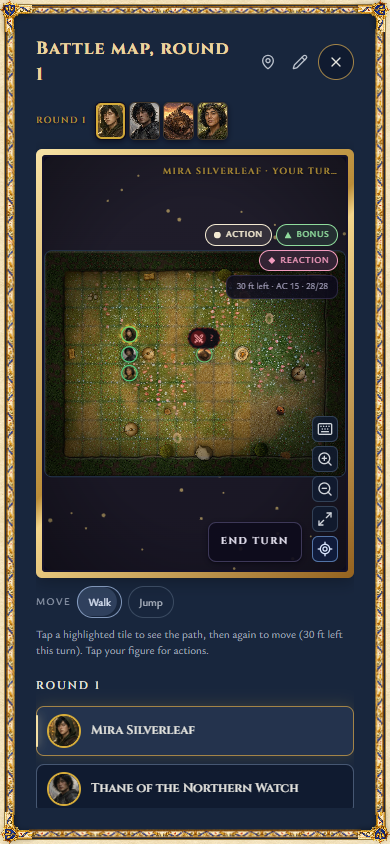 Battle map, round
1
ROUND 1
MIRA SILVERLEAF · YOUR TUR…
ACTION
BONUS
REACTION
30 ft left · AC 15 · 28/28
END TURN
MOVE Walk Jump
Tap a highlighted tile to see the path, then again to move (30 ft left
this turn). Tap your figure for actions.
ROUND 1
Mira Silverleaf
Thane of the Northern Watch